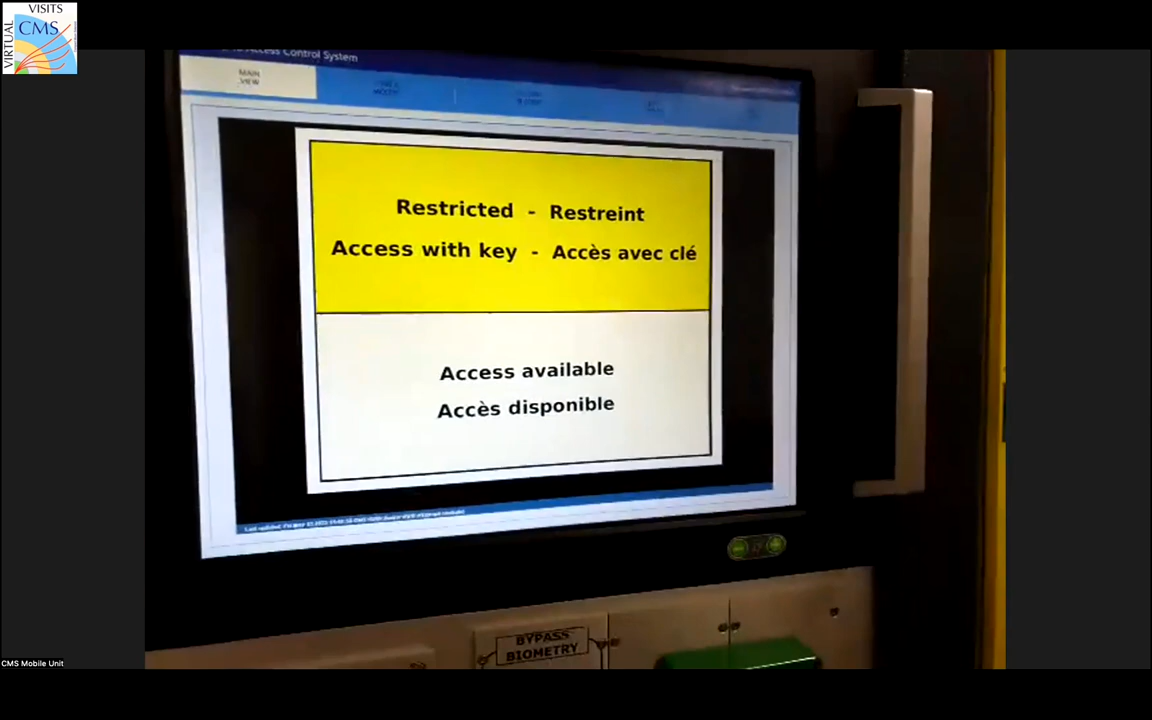 VISITS
VIRTUAL
CMS
Access Control System
MAIN
VIEW
Restricted - Restreint
Access with key - Accès avec clé
Access available
Accès disponible
BYPASS
BIOMETRY
CMS Mobile Unit